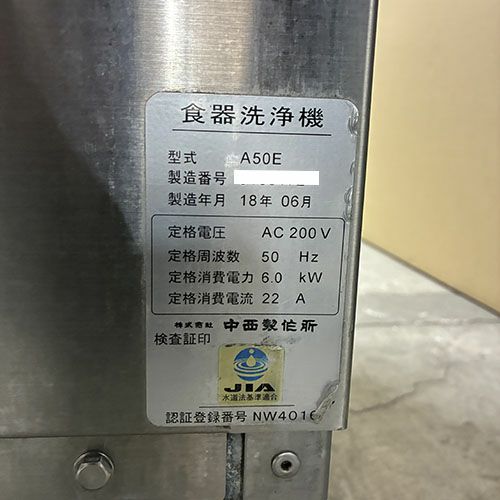 食器洗浄機
型式 A50E
製造番号
製造年月 18年 06月
定格電圧 AC 200 V
定格周波数 50 Hz
定格消費電力 6.0 kW
定格消費電流 22 A
株式会社 中西製作所
検査証印
JIA
水道法基準適合
認証登録番号 NW4016